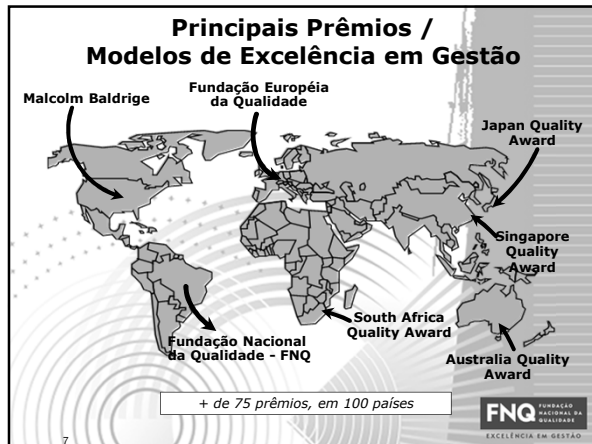 Principais Prêmios /
Modelos de Excelência em Gestão
Malcolm Baldrige
Fundação Européia
da Qualidade
Japan Quality
Award
Singapore
Quality
Award
South Africa
Quality Award
Fundação Nacional
da Qualidade - FNQ
Australia Quality
Award
+ de 75 prêmios, em 100 países
7
FNQ
FUNDAÇÃO
NACIONAL DA
QUALIDADE
EXCELÊNCIA EM GESTÃO